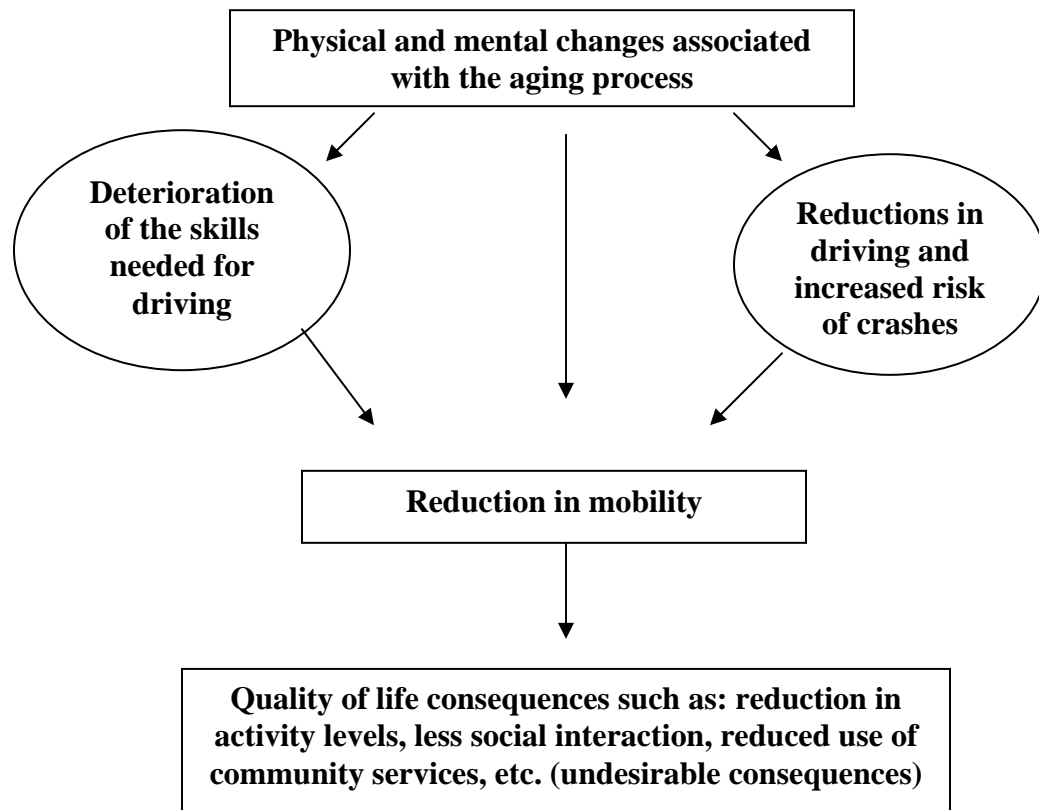 Physical and mental changes associated
with the aging process
Deterioration
of the skills
needed for
driving
Reductions in
driving and
increased risk
of crashes
Reduction in mobility
Quality of life consequences such as: reduction in
activity levels, less social interaction, reduced use of
community services, etc. (undesirable consequences)